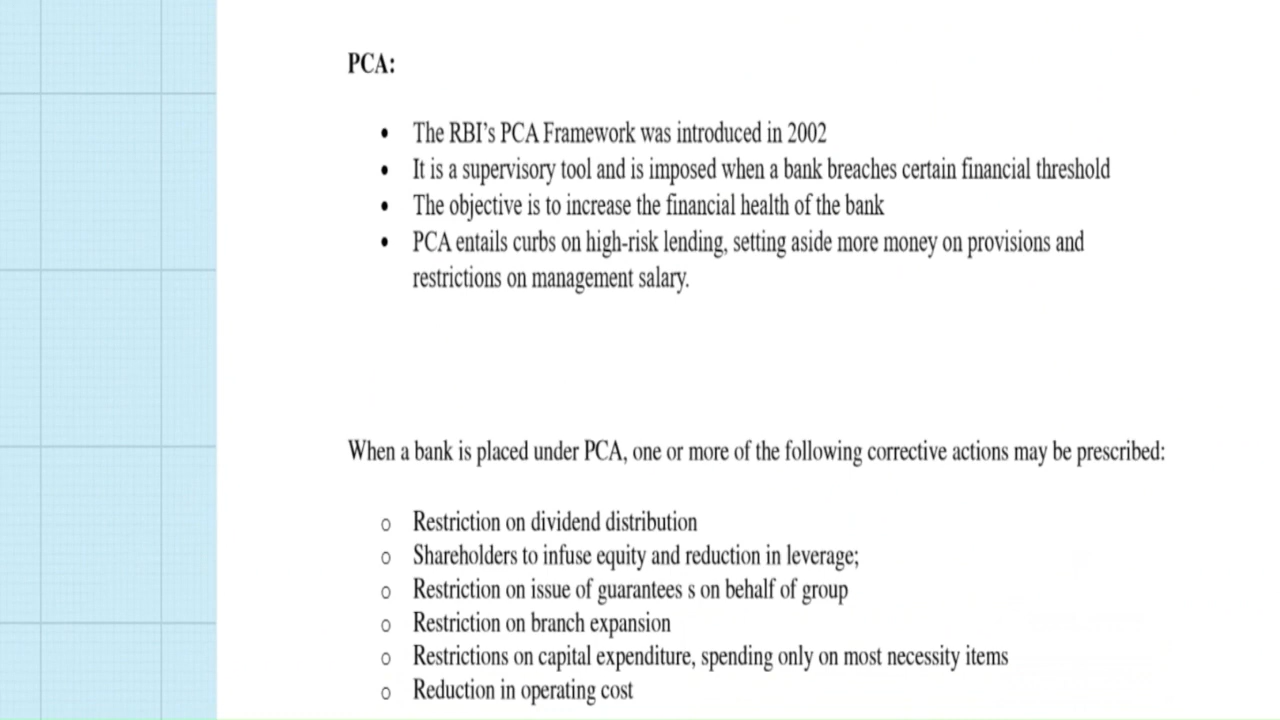 PCA:
• The RBI's PCA Framework was introduced in 2002
• It is a supervisory tool and is imposed when a bank breaches certain financial threshold
• The objective is to increase the financial health of the bank
• PCA entails curbs on high-risk lending, setting aside more money on provisions and
restrictions on management salary.
When a bank is placed under PCA, one or more of the following corrective actions may be prescribed:
o Restriction on dividend distribution
o Shareholders to infuse equity and reduction in leverage;
o Restriction on issue of guarantees s on behalf of group
o Restriction on branch expansion
o Restrictions on capital expenditure, spending only on most necessity items
o Reduction in operating cost